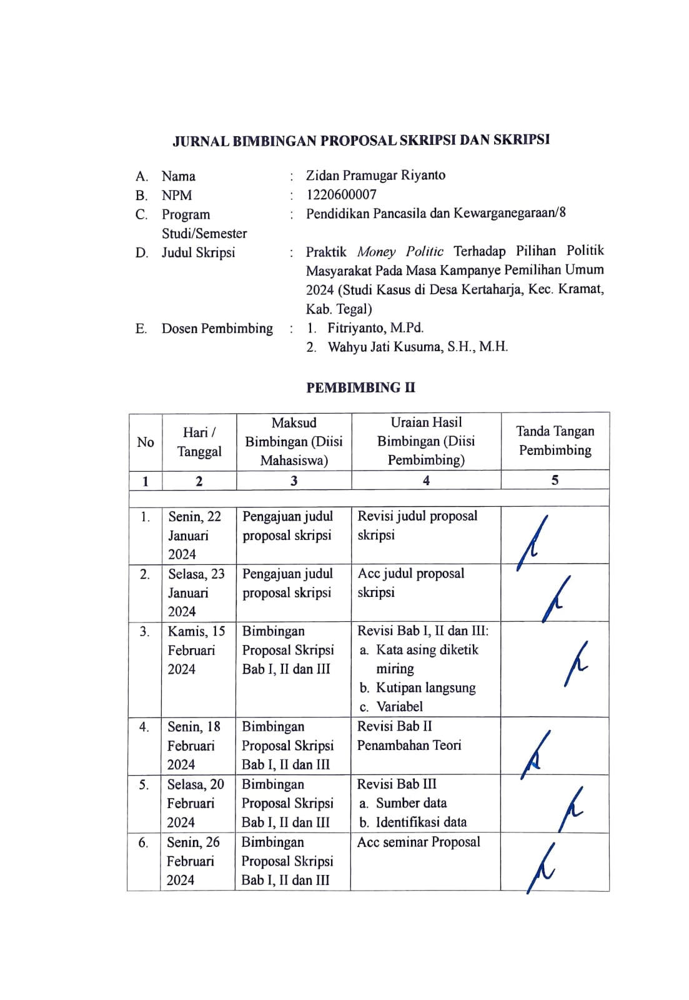 JURNAL BIMBINGAN PROPOSAL SKRIPSI DAN SKRIPSI
A. Nama : Zidan Pramugar Riyanto
B. NPM : 1220600007
C. Program : Pendidikan Pancasila dan Kewarganegaraan/8
Studi/Semester
D. Judul Skripsi : Praktik Money Politic Terhadap Pilihan Politik
Masyarakat Pada Masa Kampanye Pemilihan Umum
2024 (Studi Kasus di Desa Kertaharja, Kec. Kramat,
Kab. Tegal)
E. Dosen Pembimbing : 1. Fitriyanto, M.Pd.
2. Wahyu Jati Kusuma, S.H., M.H.
PEMBIMBING II
No
Hari /
Tanggal
Maksud
Bimbingan (Diisi
Mahasiswa)
Uraian Hasil
Bimbingan (Diisi
Pembimbing)
Tanda Tangan
Pembimbing
1 2 3 4 5
1.
Senin, 22
Januari
2024
Pengajuan judul
proposal skripsi
Revisi judul proposal
skripsi
2.
Selasa, 23
Januari
2024
Pengajuan judul
proposal skripsi
Acc judul proposal
skripsi
3.
Kamis, 15
Februari
2024
Bimbingan
Proposal Skripsi
Bab I, II dan III
Revisi Bab I, II dan III:
a. Kata asing diketik
miring
b. Kutipan langsung
c. Variabel
4.
Senin, 18
Februari
2024
Bimbingan
Proposal Skripsi
Bab I, II dan III
Revisi Bab II
Penambahan Teori
5.
Selasa, 20
Februari
2024
Bimbingan
Proposal Skripsi
Bab I, II dan III
Revisi Bab III
a. Sumber data
b. Identifikasi data
6.
Senin, 26
Februari
2024
Bimbingan
Proposal Skripsi
Bab I, II dan III
Acc seminar Proposal